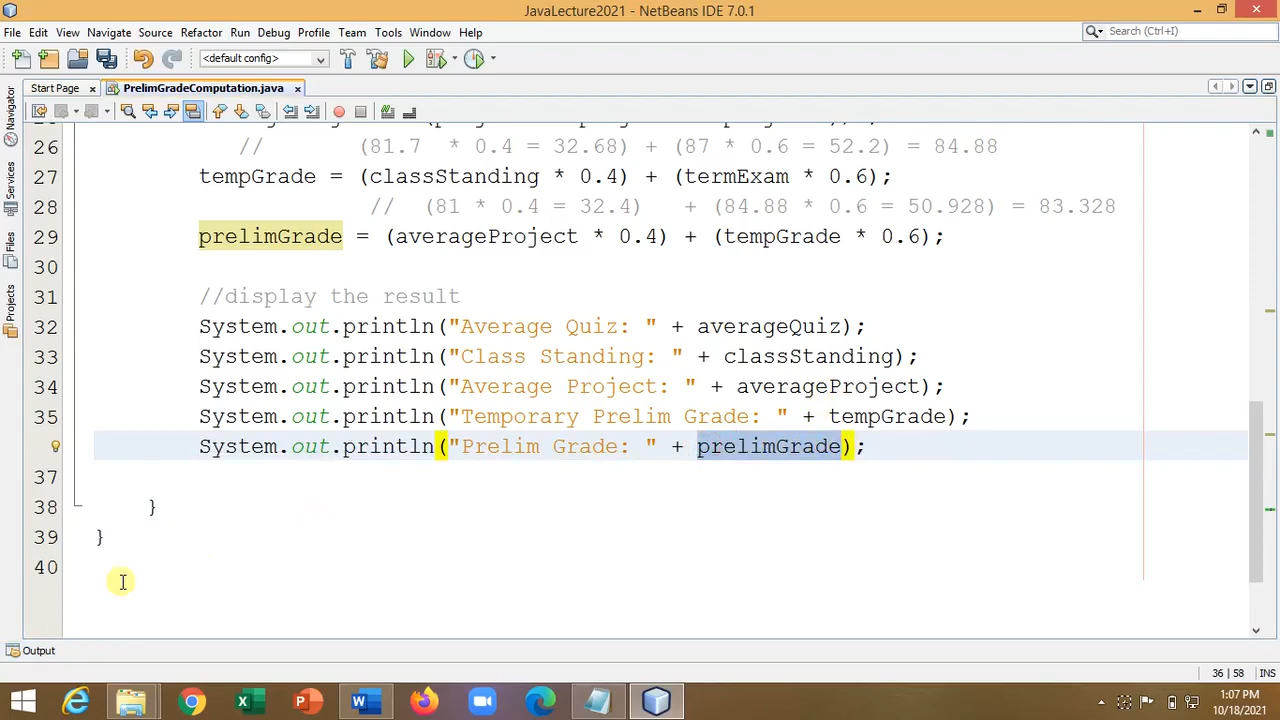 JavaLecture2021 - NetBeans IDE 7.0.1
File Edit View Navigate Source Refactor Run Debug Profile Team Tools Window Help
Search (Ctrl+I)
<default config>
Start Page
PrelimGradeComputation.java
Navigator
Services
Files
Projects
26 // (81.7 * 0.4 = 32.68) + (87 * 0.6 = 52.2) = 84.88
27 tempGrade = (classStanding * 0.4) + (termExam * 0.6);
28 // (81 * 0.4 = 32.4) + (84.88 * 0.6 = 50.928) = 83.328
29 prelimGrade = (averageProject * 0.4) + (tempGrade * 0.6);
30
31 //display the result
32 System.out.println("Average Quiz: " + averageQuiz);
33 System.out.println("Class Standing: " + classStanding);
34 System.out.println("Average Project: " + averageProject);
35 System.out.println("Temporary Prelim Grade: " + tempGrade);
System.out.println("Prelim Grade: " + prelimGrade);
37
38 }
39 }
40
Output
36 | 58 INS
1:07 PM
10/18/2021